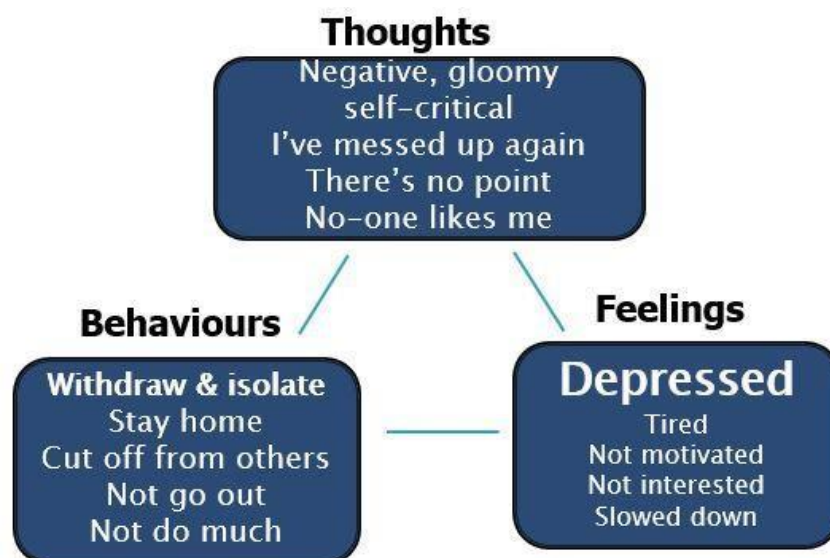 Thoughts
Negative, gloomy
self-critical
I've messed up again
There's no point
No-one likes me
Behaviours
Withdraw & isolate
Stay home
Cut off from others
Not go out
Not do much
Feelings
Depressed
Tired
Not motivated
Not interested
Slowed down